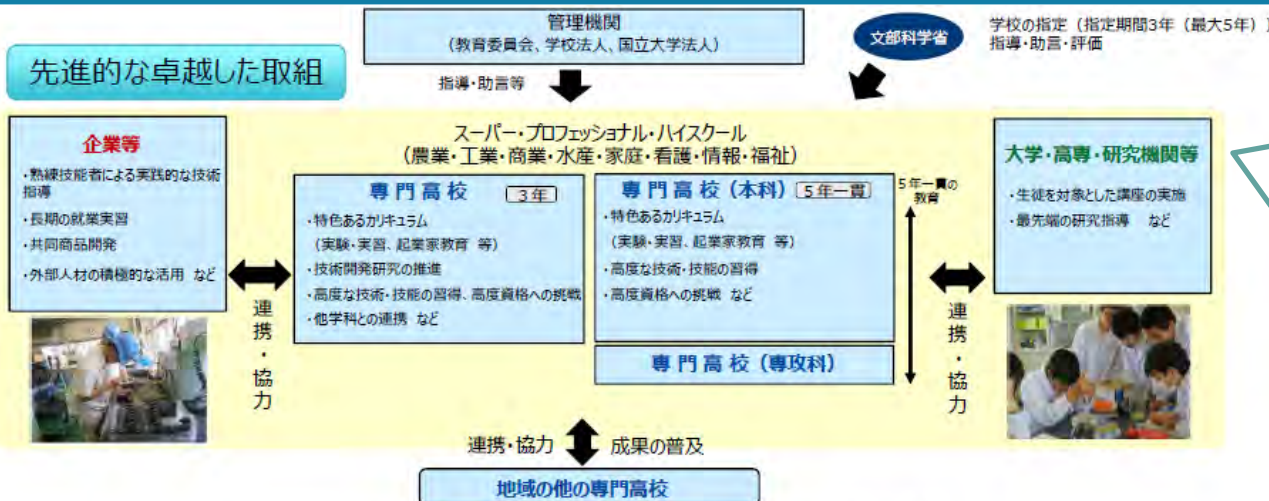 管理機関
（教育委員会、学校法人、国立大学法人）
文部科学省
学校の指定（指定期間3年（最大5年））
指導・助言・評価
先進的な卓越した取組
指導・助言等
スーパー・プロフェッショナル・ハイスクール
（農業・工業・商業・水産・家庭・看護・情報・福祉）
企業等
・熟練技能者による実践的な技術
指導
・長期の就業実習
・共同商品開発
・外部人材の積極的な活用 など
連携・協力
専門高校 3年
・特色あるカリキュラム
（実験・実習、起業家教育 等）
・技術開発研究の推進
・高度な技術・技能の習得、高度資格への挑戦
・他学科との連携 など
専門高校（本科） 5年一貫
・特色あるカリキュラム
（実験・実習、起業家教育 等）
・高度な技術・技能の習得
・高度資格への挑戦 など
専門高校（専攻科）
5年一貫の
教育
連携・協力
大学・高専・研究機関等
・生徒を対象とした講座の実施
・最先端の研究指導 など
連携・協力 成果の普及
地域の他の専門高校